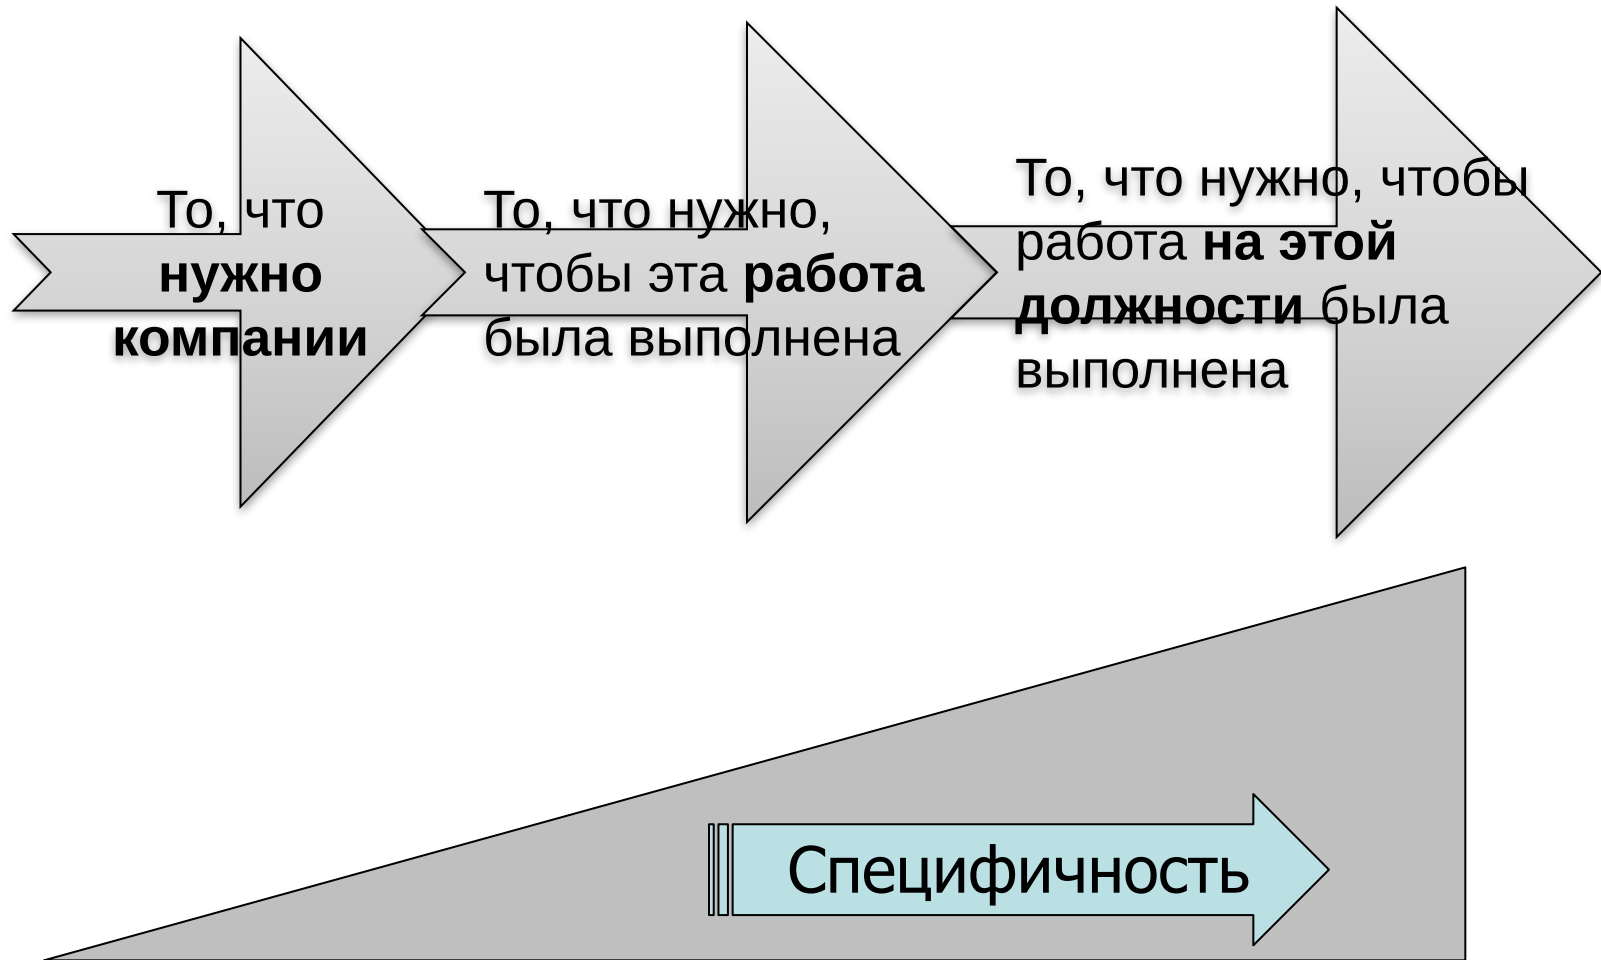 То, что
нужно
компании
То, что нужно,
чтобы эта работа
была выполнена
То, что нужно, чтобы
работа на этой
должности была
выполнена
Специфичность